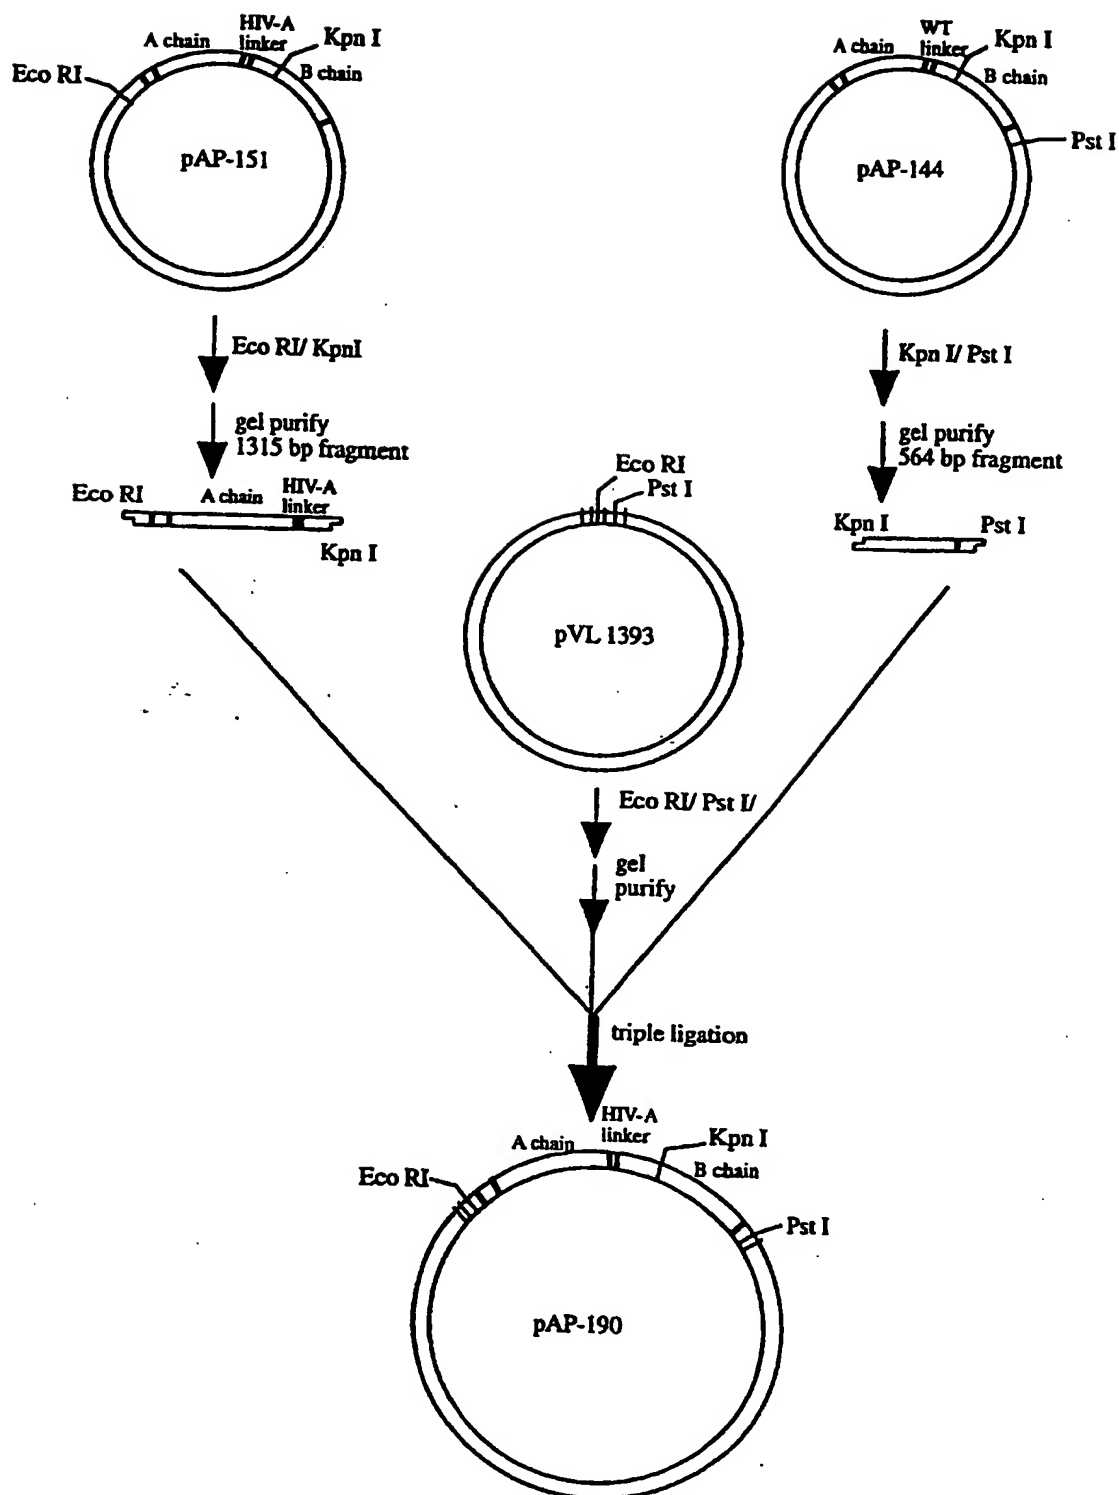 HIV-A
linker
A chain
Kpn I
Eco RI
B chain
pAP-151
WT
linker
A chain
Kpn I
B chain
Pst I
pAP-144
Eco RI/ KpnI
gel purify
1315 bp fragment
Kpn I/ Pst I
gel purify
564 bp fragment
Eco RI
A chain
HIV-A
linker
Kpn I
Eco RI
Pst I
pVL 1393
Kpn I
Pst I
Eco RI/ Pst I/
gel
purify
triple ligation
HIV-A
linker
A chain
Kpn I
Eco RI
B chain
Pst I
pAP-190